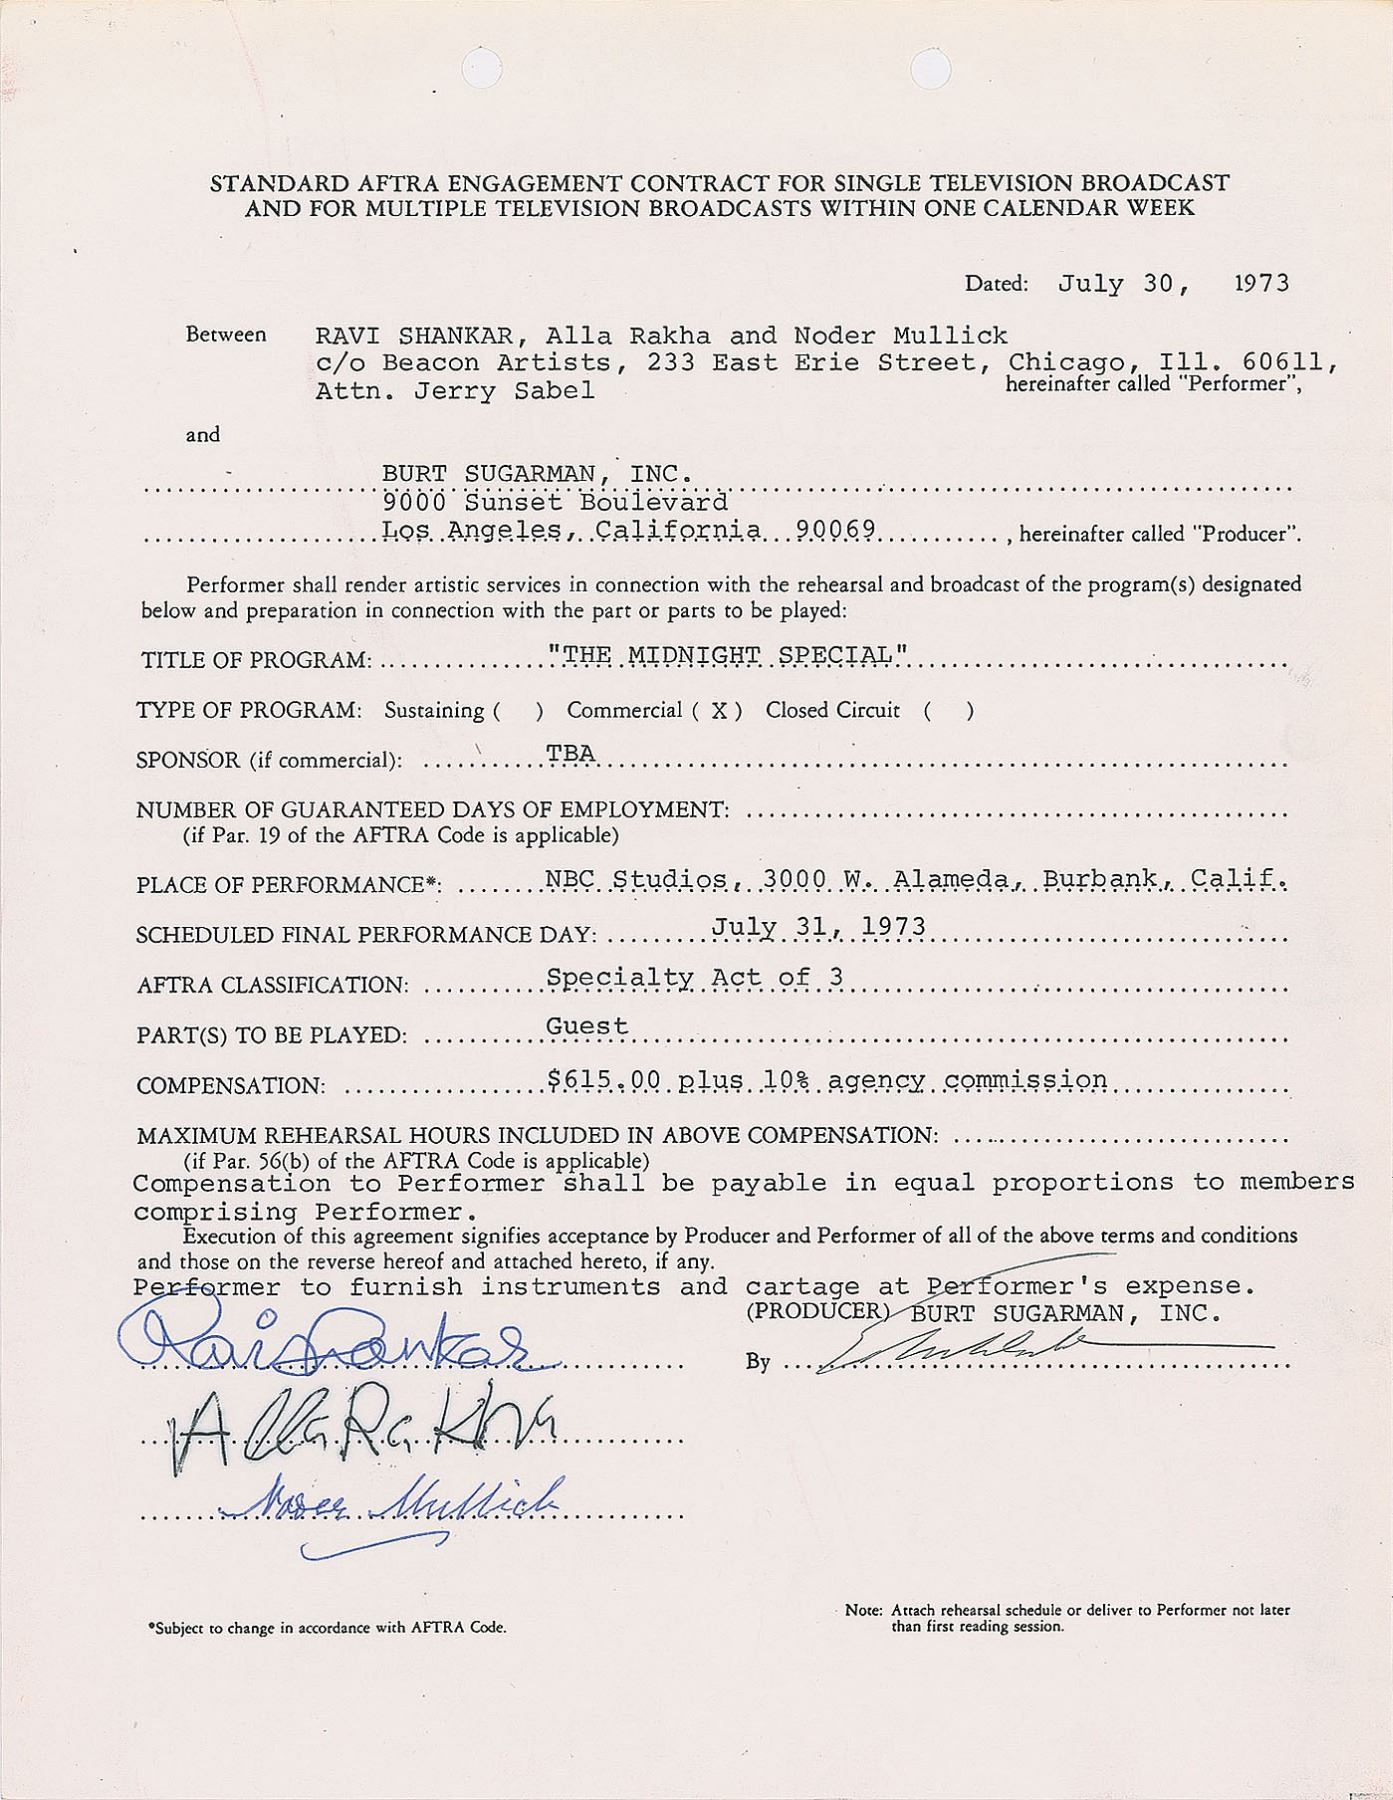 STANDARD AFTRA ENGAGEMENT CONTRACT FOR SINGLE TELEVISION BROADCAST
AND FOR MULTIPLE TELEVISION BROADCASTS WITHIN ONE CALENDAR WEEK
Dated: July 30, 1973
Between RAVI SHANKAR, Alla Rakha and Noder Mullick
c/o Beacon Artists, 233 East Erie Street, Chicago, Ill. 60611,
Attn. Jerry Sabel hereinafter called "Performer",
and
BURT SUGARMAN, INC.
9000 Sunset Boulevard
Los Angeles, California 90069, hereinafter called "Producer".
Performer shall render artistic services in connection with the rehearsal and broadcast of the program(s) designated
below and preparation in connection with the part or parts to be played:
TITLE OF PROGRAM: "THE MIDNIGHT SPECIAL"
TYPE OF PROGRAM: Sustaining ( ) Commercial ( X ) Closed Circuit ( )
SPONSOR (if commercial): TBA
NUMBER OF GUARANTEED DAYS OF EMPLOYMENT:
(if Par. 19 of the AFTRA Code is applicable)
PLACE OF PERFORMANCE*: NBC Studios, 3000 W. Alameda, Burbank, Calif.
SCHEDULED FINAL PERFORMANCE DAY: July 31, 1973
AFTRA CLASSIFICATION: Specialty Act of 3
PART(S) TO BE PLAYED: Guest
COMPENSATION: $615.00 plus 10% agency commission
MAXIMUM REHEARSAL HOURS INCLUDED IN ABOVE COMPENSATION:
(if Par. 56(b) of the AFTRA Code is applicable)
Compensation to Performer shall be payable in equal proportions to members
comprising Performer.
Execution of this agreement signifies acceptance by Producer and Performer of all of the above terms and conditions
and those on the reverse hereof and attached hereto, if any.
Performer to furnish instruments and cartage at Performer's expense.
(PRODUCER) BURT SUGARMAN, INC.
Ravi Shankar By
Alla Rakha
Noder Mullick
*Subject to change in accordance with AFTRA Code.
Note: Attach rehearsal schedule or deliver to Performer not later
than first reading session.